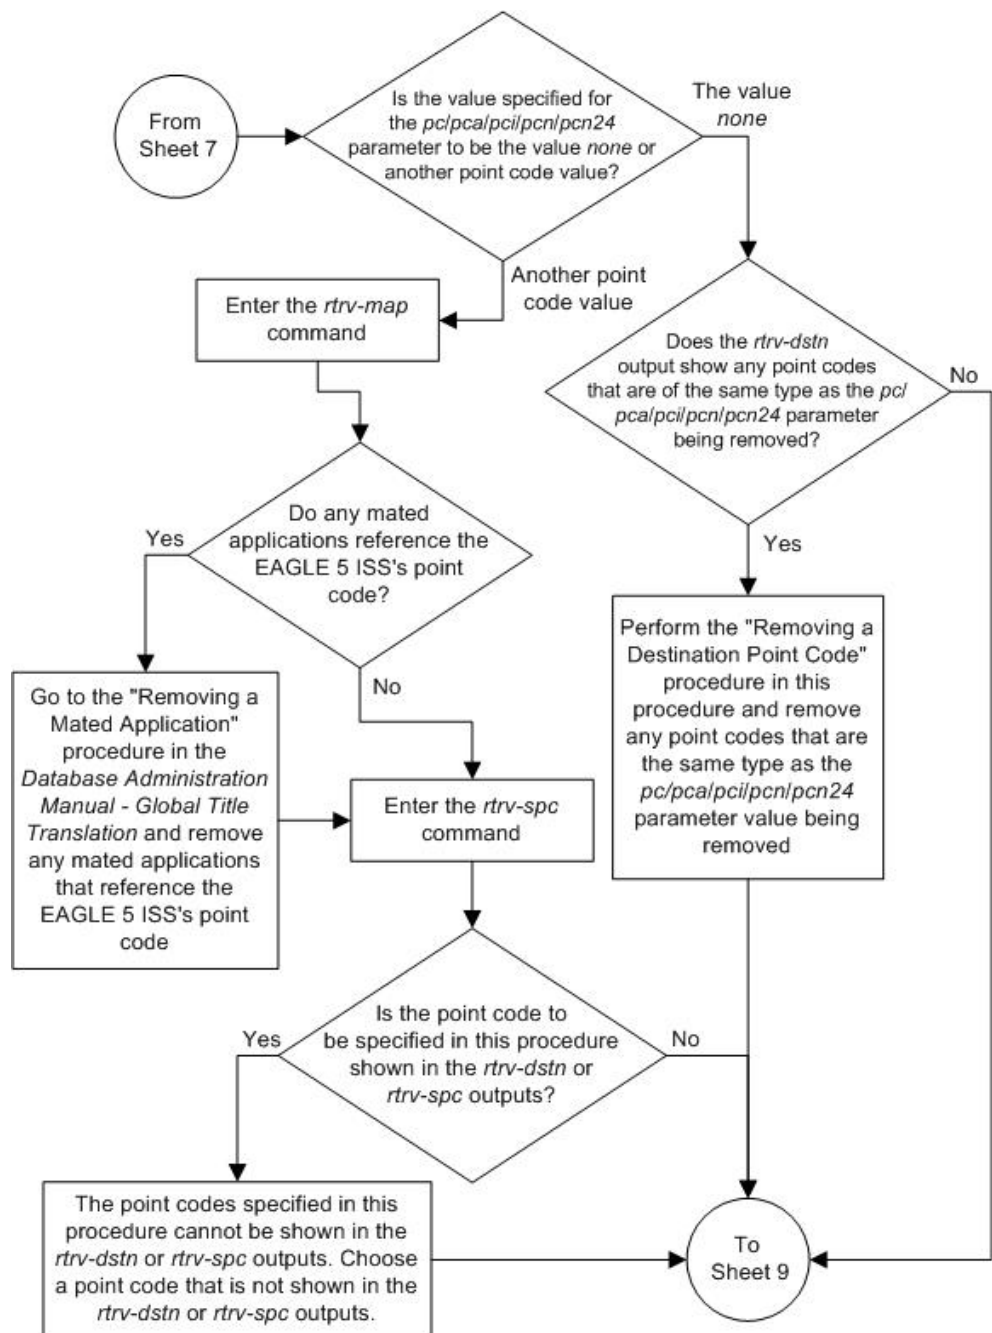 From
Sheet 7
Is the value specified for
the pc/pca/pci/pcn/pcn24
parameter to be the value none or
another point code value?
The value
none
Another point
code value
Enter the rtrv-map
command
Does the rtrv-dstn
output show any point codes
that are of the same type as the pc/
pca/pci/pcn/pcn24 parameter
being removed?
No
Do any mated
applications reference the
EAGLE 5 ISS's point
code?
Yes
No
Yes
Go to the "Removing a
Mated Application"
procedure in the
Database Administration
Manual - Global Title
Translation and remove
any mated applications
that reference the
EAGLE 5 ISS's point
code
Perform the "Removing a
Destination Point Code"
procedure in this
procedure and remove
any point codes that are
the same type as the
pc/pca/pci/pcn/pcn24
parameter value being
removed
Enter the rtrv-spc
command
Is the point code to
be specified in this procedure
shown in the rtrv-dstn or
rtrv-spc outputs?
Yes
No
The point codes specified in this
procedure cannot be shown in the
rtrv-dstn or rtrv-spc outputs. Choose
a point code that is not shown in the
rtrv-dstn or rtrv-spc outputs.
To
Sheet 9